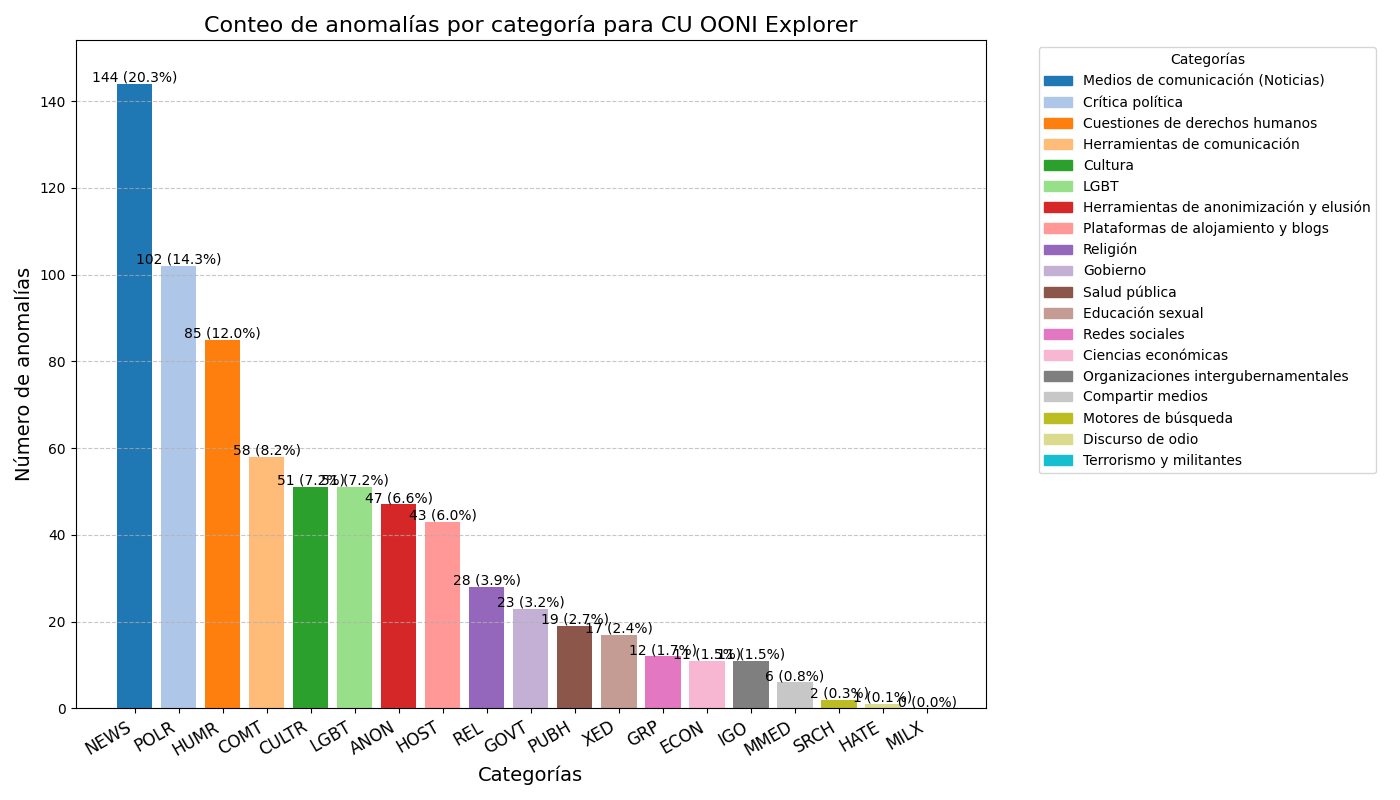 Conteo de anomalías por categoría para CU OONI Explorer
Número de anomalías
140
120
100
80
60
40
20
0
144 (20.3%)
102 (14.3%)
85 (12.0%)
58 (8.2%)
51 (7.2%)
51 (7.2%)
47 (6.6%)
43 (6.0%)
28 (3.9%)
23 (3.2%)
19 (2.7%)
17 (2.4%)
12 (1.7%)
11 (1.5%)
11 (1.5%)
6 (0.8%)
2 (0.3%)
1 (0.1%)
0 (0.0%)
NEWS
POLR
HUMR
COMT
CULTR
LGBT
ANON
HOST
REL
GOVT
PUBH
XED
GRP
ECON
IGO
MMED
SRCH
HATE
MILX
Categorías
Categorías
Medios de comunicación (Noticias)
Crítica política
Cuestiones de derechos humanos
Herramientas de comunicación
Cultura
LGBT
Herramientas de anonimización y elusión
Plataformas de alojamiento y blogs
Religión
Gobierno
Salud pública
Educación sexual
Redes sociales
Ciencias económicas
Organizaciones intergubernamentales
Compartir medios
Motores de búsqueda
Discurso de odio
Terrorismo y militantes